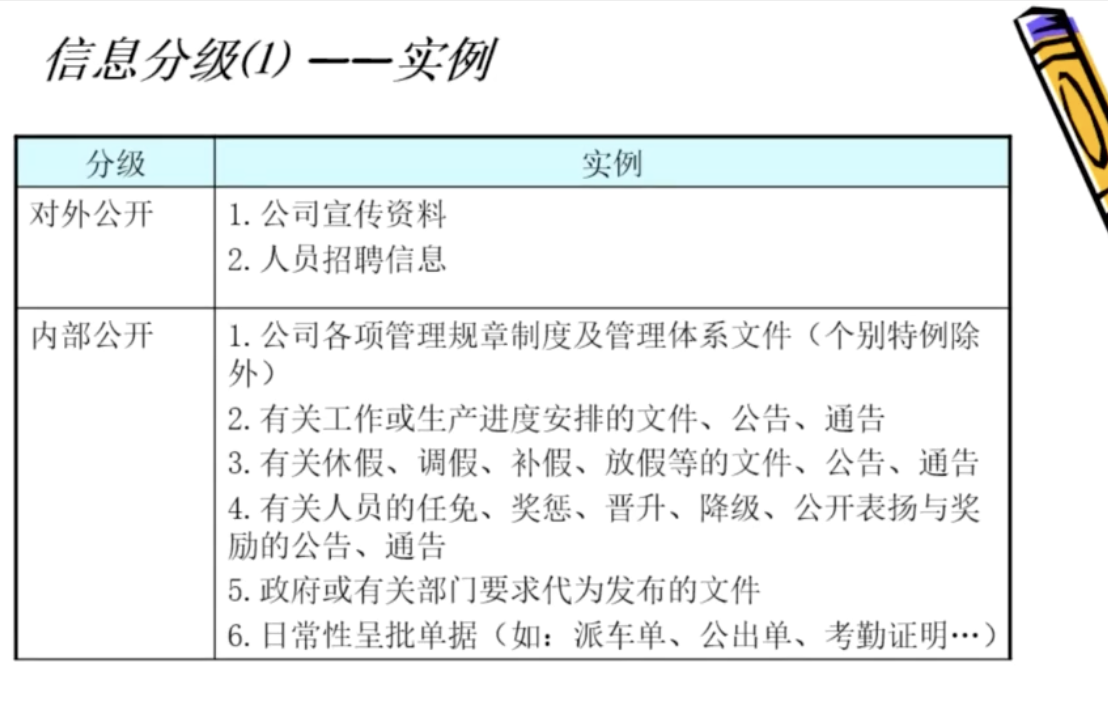 信息分级(1) ——实例
分级
实例
对外公开
1.公司宣传资料
2.人员招聘信息
内部公开
1.公司各项管理规章制度及管理体系文件（个别特例除
外）
2.有关工作或生产进度安排的文件、公告、通告
3.有关休假、调假、补假、放假等的文件、公告、通告
4.有关人员的任免、奖惩、晋升、降级、公开表扬与奖
励的公告、通告
5.政府或有关部门要求代为发布的文件
6.日常性呈批单据（如：派车单、公出单、考勤证明…）